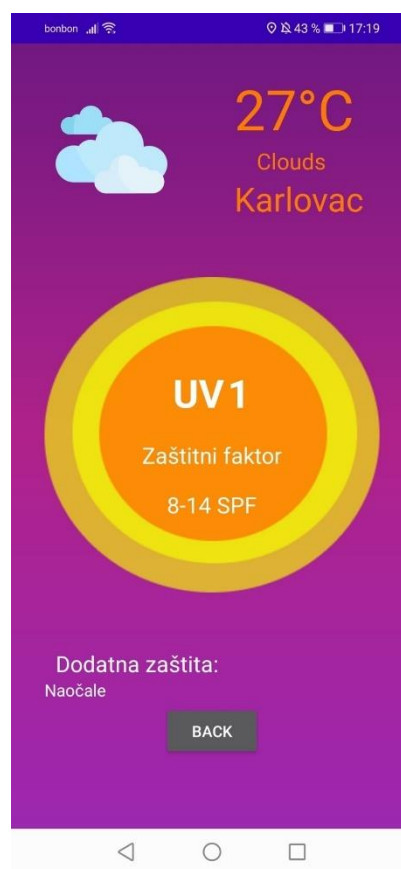 bonbon 43 % 17:19
27°C
Clouds
Karlovac
UV 1
Zaštitni faktor
8-14 SPF
Dodatna zaštita:
Naočale
BACK